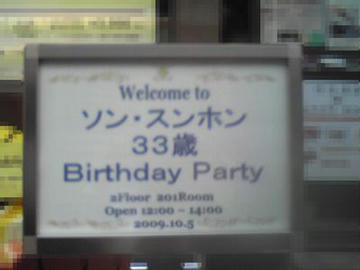 Welcome to
ソン・スンホン
33歳
Birthday Party
2Floor 201Room
Open 12:00 ~ 14:00
2009.10.5